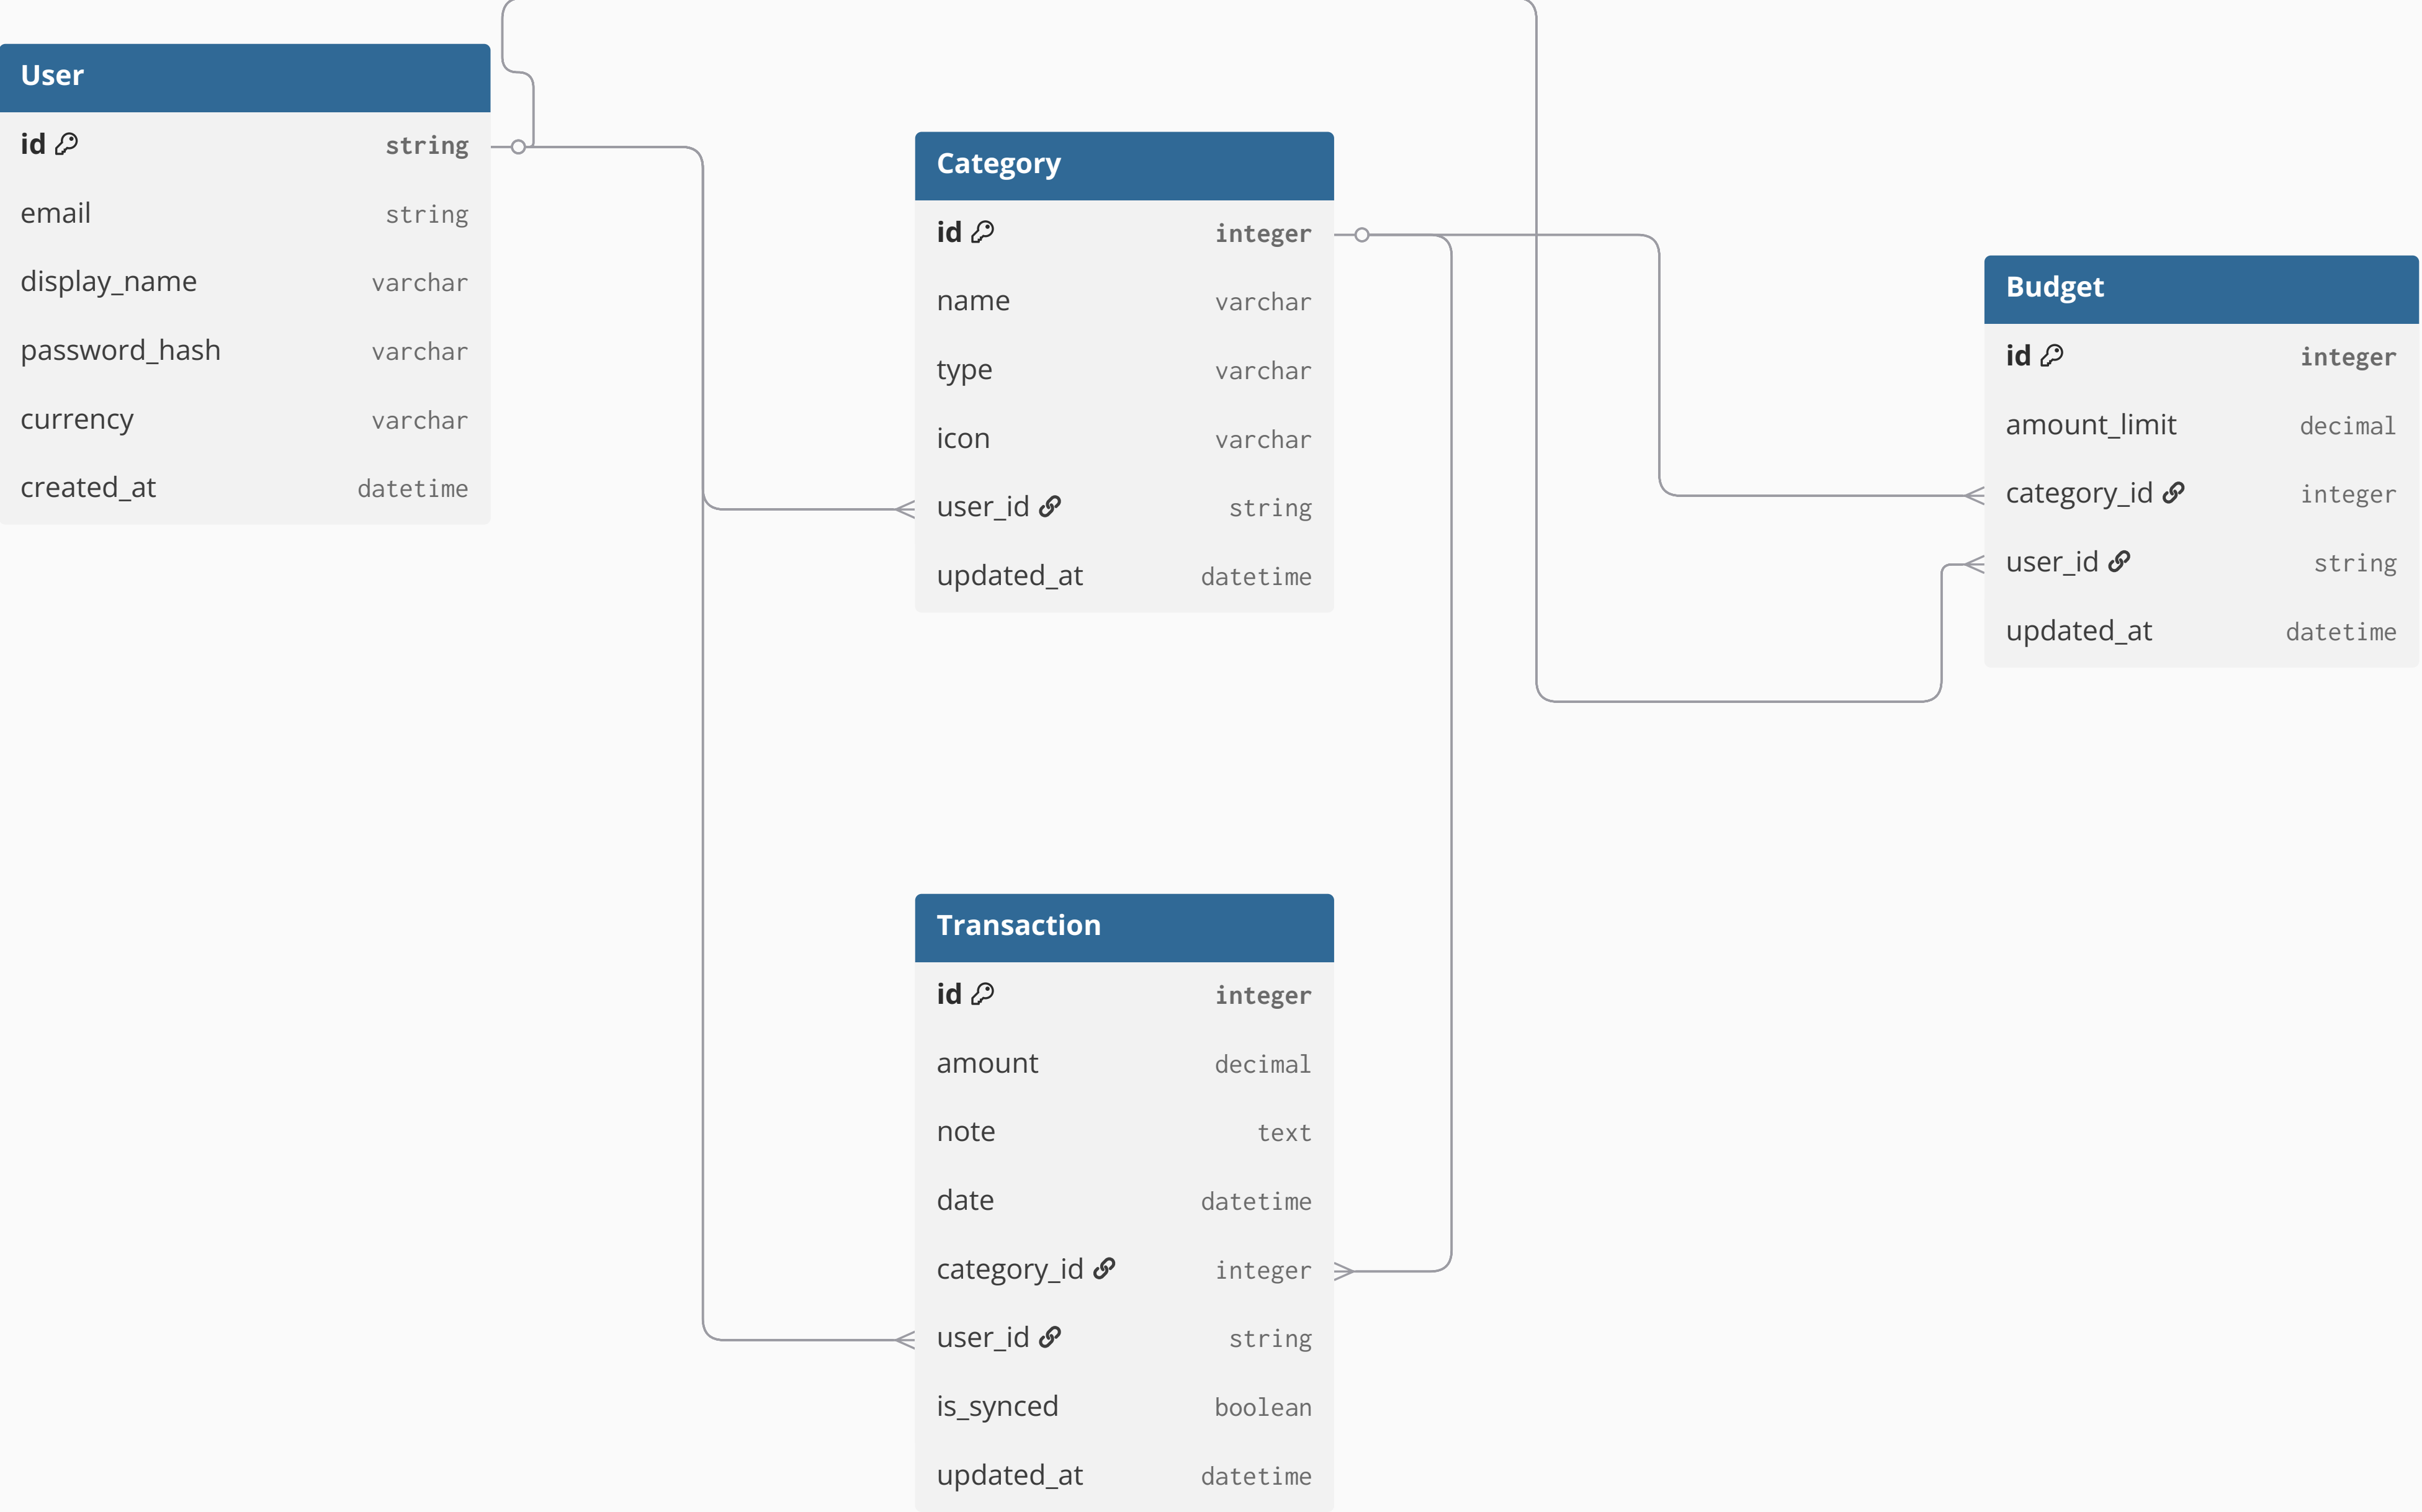 User
id string
email string
display_name varchar
password_hash varchar
currency varchar
created_at datetime
Category
id integer
name varchar
type varchar
icon varchar
user_id string
updated_at datetime
Budget
id integer
amount_limit decimal
category_id integer
user_id string
updated_at datetime
Transaction
id integer
amount decimal
note text
date datetime
category_id integer
user_id string
is_synced boolean
updated_at datetime